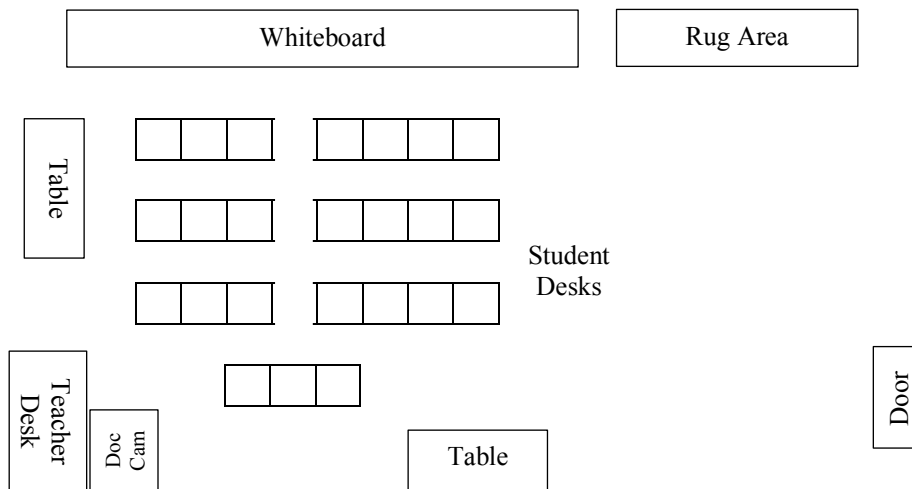 Whiteboard
Rug Area
Table
Student
Desks
Teacher
Desk
Doc
Cam
Table
Door